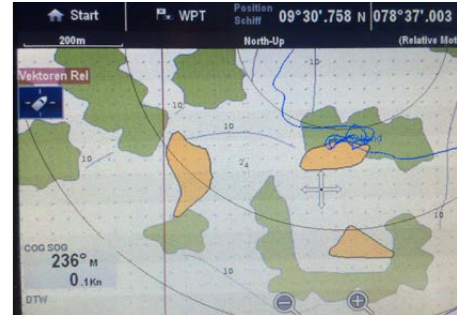 Start
WPT
Position
Schiff
09°30'.758 N
078°37'.003
200m
North-Up
(Relative Mot
Vektoren Rel
10
10
10
10
10
2₄
10
10
COG SOG
236° M
0.1Kn
DTW